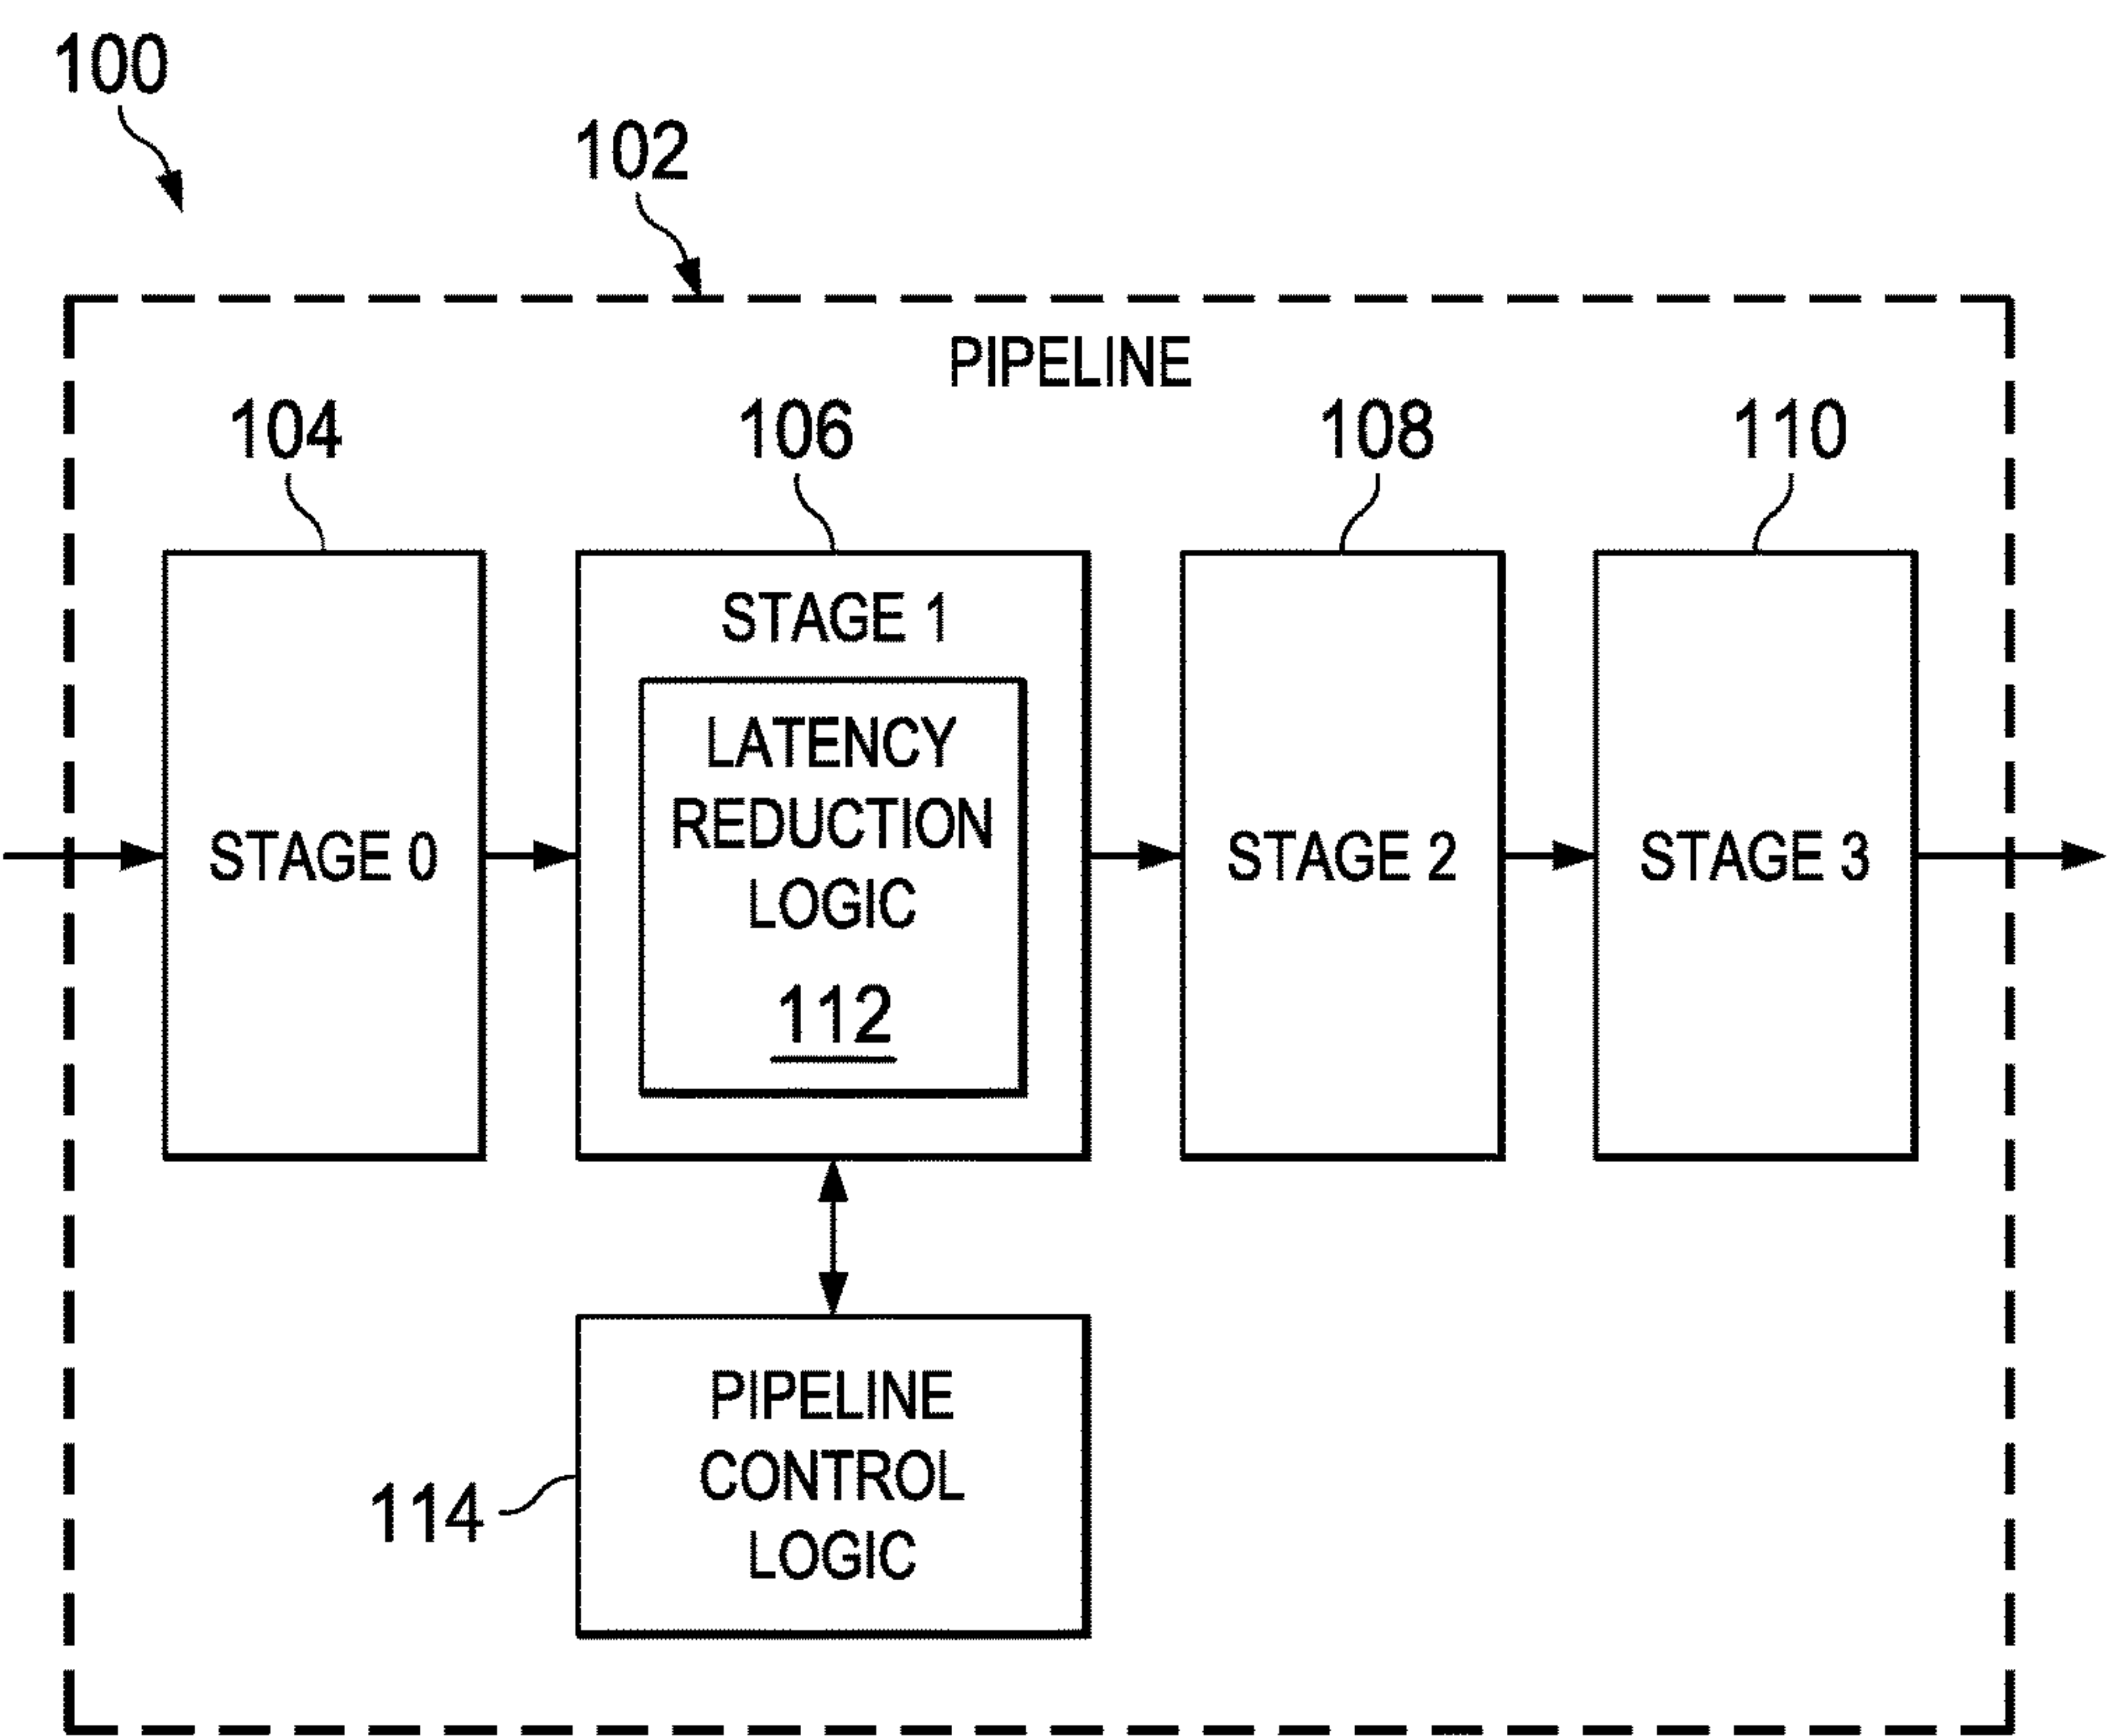 100
102
PIPELINE
104
106
108
110
STAGE 0
STAGE 1
LATENCY
REDUCTION
LOGIC
112
STAGE 2
STAGE 3
114
PIPELINE
CONTROL
LOGIC